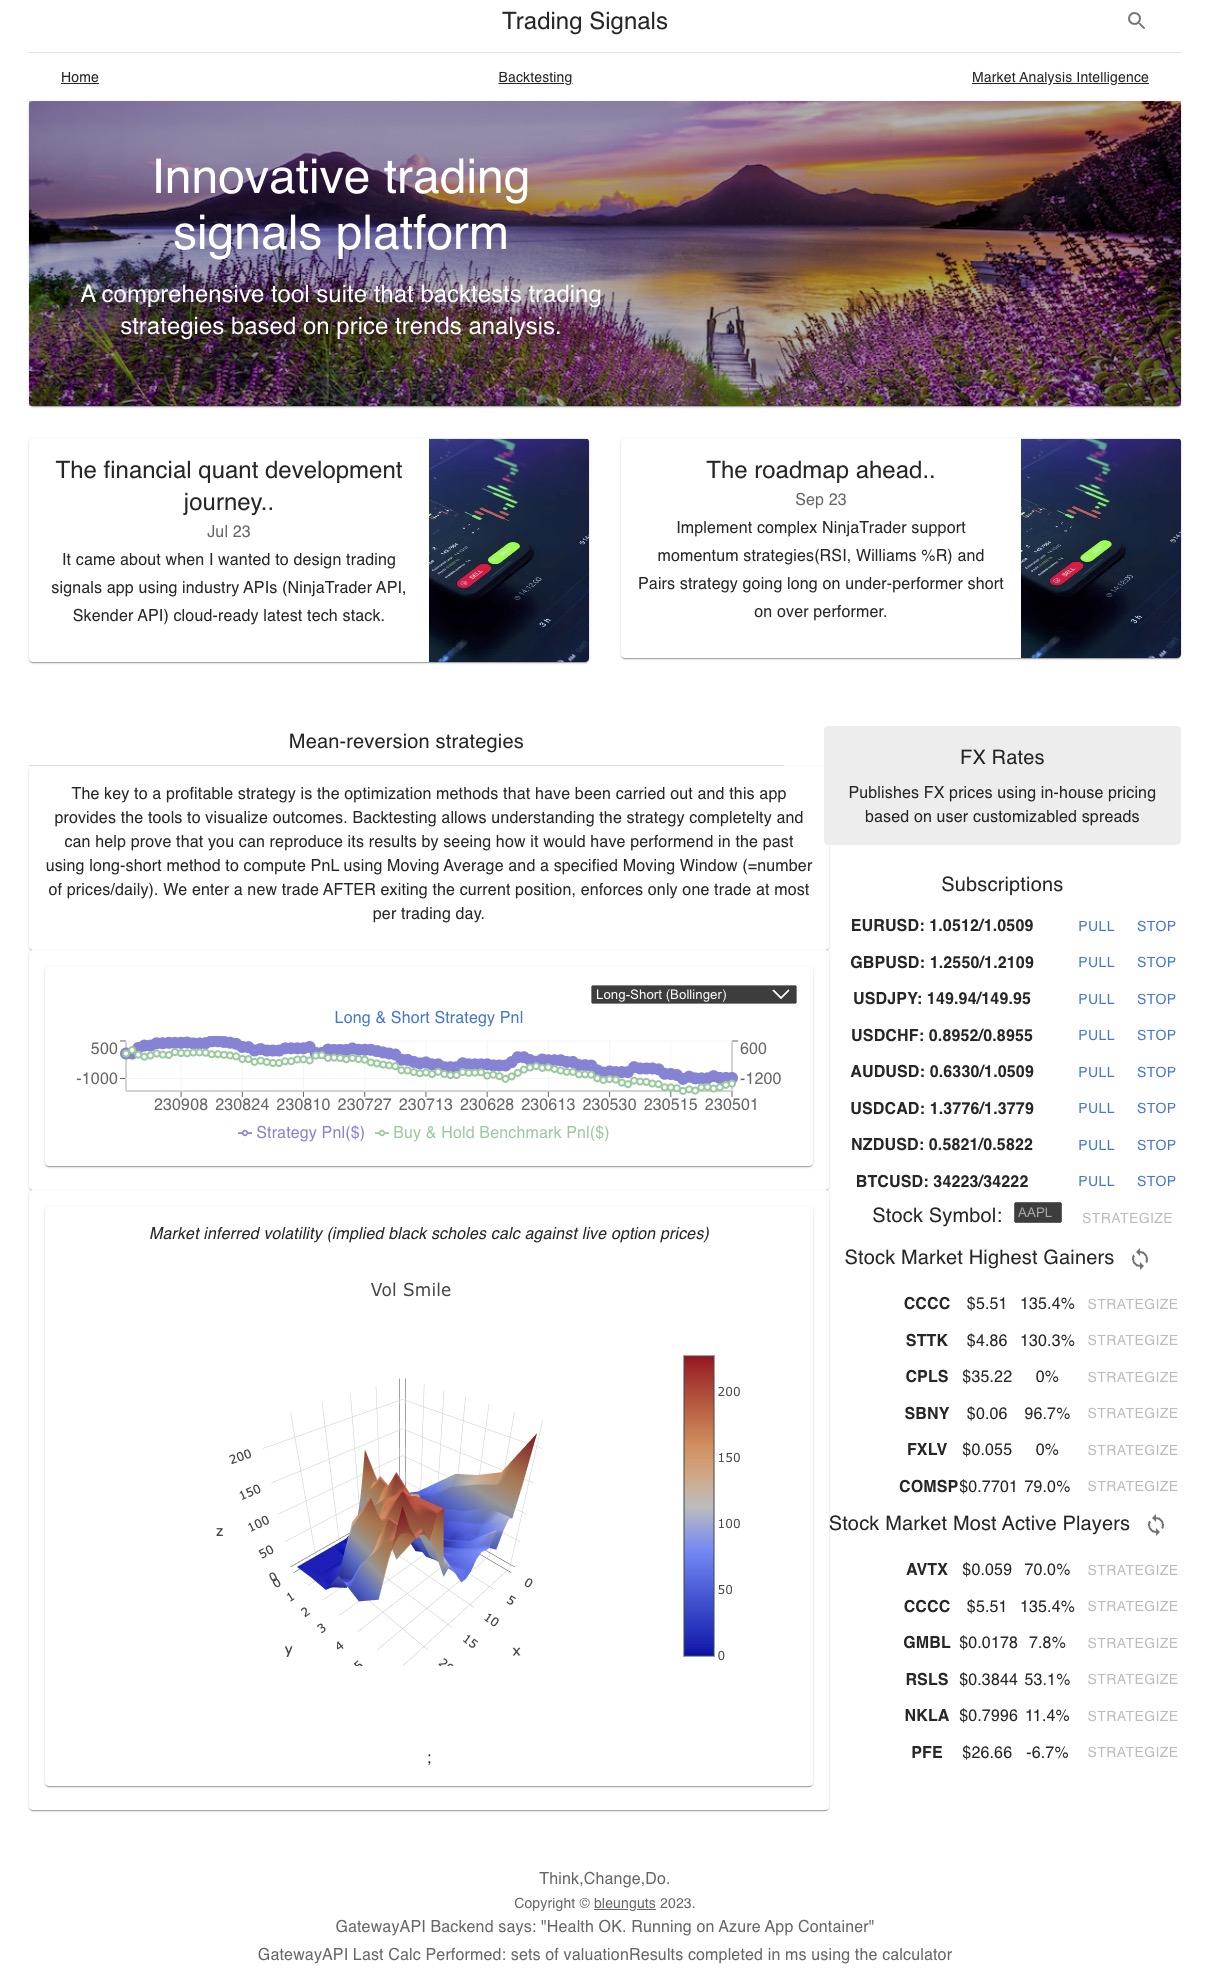 Trading Signals
Home
Backtesting
Market Analysis Intelligence
Innovative trading
signals platform
A comprehensive tool suite that backtests trading
strategies based on price trends analysis.
The financial quant development
journey..
Jul 23
It came about when I wanted to design trading
signals app using industry APIs (NinjaTrader API,
Skender API) cloud-ready latest tech stack.
SELL
3 h
The roadmap ahead..
Sep 23
Implement complex NinjaTrader support
momentum strategies(RSI, Williams %R) and
Pairs strategy going long on under-performer short
on over performer.
SELL
3 h
Mean-reversion strategies
The key to a profitable strategy is the optimization methods that have been carried out and this app
provides the tools to visualize outcomes. Backtesting allows understanding the strategy completelty and
can help prove that you can reproduce its results by seeing how it would have performend in the past
using long-short method to compute PnL using Moving Average and a specified Moving Window (=number
of prices/daily). We enter a new trade AFTER exiting the current position, enforces only one trade at most
per trading day.
Long-Short (Bollinger)
Long & Short Strategy Pnl
500
-1000
600
-1200
230908 230824 230810 230727 230713 230628 230613 230530 230515 230501
Strategy Pnl($) Buy & Hold Benchmark Pnl($)
Market inferred volatility (implied black scholes calc against live option prices)
Vol Smile
200
150
100
50
0
z
0
1
2
3
4
5
y
0
5
10
15
20
x
200
150
100
50
0
;
FX Rates
Publishes FX prices using in-house pricing
based on user customizabled spreads
Subscriptions
EURUSD: 1.0512/1.0509 PULL STOP
GBPUSD: 1.2550/1.2109 PULL STOP
USDJPY: 149.94/149.95 PULL STOP
USDCHF: 0.8952/0.8955 PULL STOP
AUDUSD: 0.6330/1.0509 PULL STOP
USDCAD: 1.3776/1.3779 PULL STOP
NZDUSD: 0.5821/0.5822 PULL STOP
BTCUSD: 34223/34222 PULL STOP
Stock Symbol: AAPL STRATEGIZE
Stock Market Highest Gainers
CCCC $5.51 135.4% STRATEGIZE
STTK $4.86 130.3% STRATEGIZE
CPLS $35.22 0% STRATEGIZE
SBNY $0.06 96.7% STRATEGIZE
FXLV $0.055 0% STRATEGIZE
COMSP $0.7701 79.0% STRATEGIZE
Stock Market Most Active Players
AVTX $0.059 70.0% STRATEGIZE
CCCC $5.51 135.4% STRATEGIZE
GMBL $0.0178 7.8% STRATEGIZE
RSLS $0.3844 53.1% STRATEGIZE
NKLA $0.7996 11.4% STRATEGIZE
PFE $26.66 -6.7% STRATEGIZE
Think,Change,Do.
Copyright © bleunguts 2023.
GatewayAPI Backend says: "Health OK. Running on Azure App Container"
GatewayAPI Last Calc Performed: sets of valuationResults completed in ms using the calculator